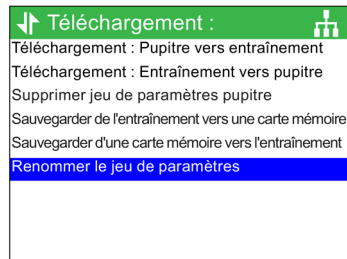 Téléchargement :
Téléchargement : Pupitre vers entraînement
Téléchargement : Entraînement vers pupitre
Supprimer jeu de paramètres pupitre
Sauvegarder de l'entraînement vers une carte mémoire
Sauvegarder d'une carte mémoire vers l'entraînement
Renommer le jeu de paramètres